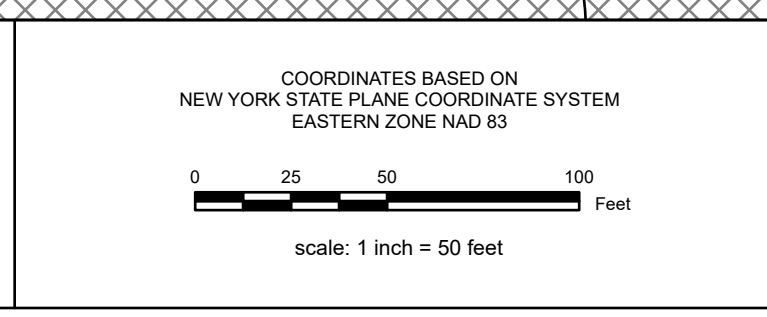 COORDINATES BASED ON
NEW YORK STATE PLANE COORDINATE SYSTEM
EASTERN ZONE NAD 83
0 25 50 100
Feet
scale: 1 inch = 50 feet